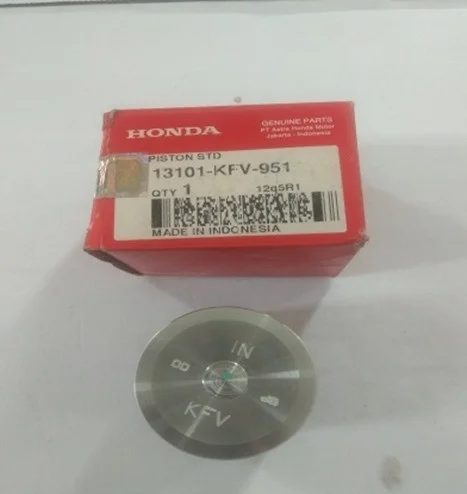 HONDA
GENUINE PARTS
PT Astra Honda Motor
Jakarta - Indonesia
PISTON STD
13101-KFV-951
QTY 1
12q5R1
MADE IN INDONESIA
IN
KFV